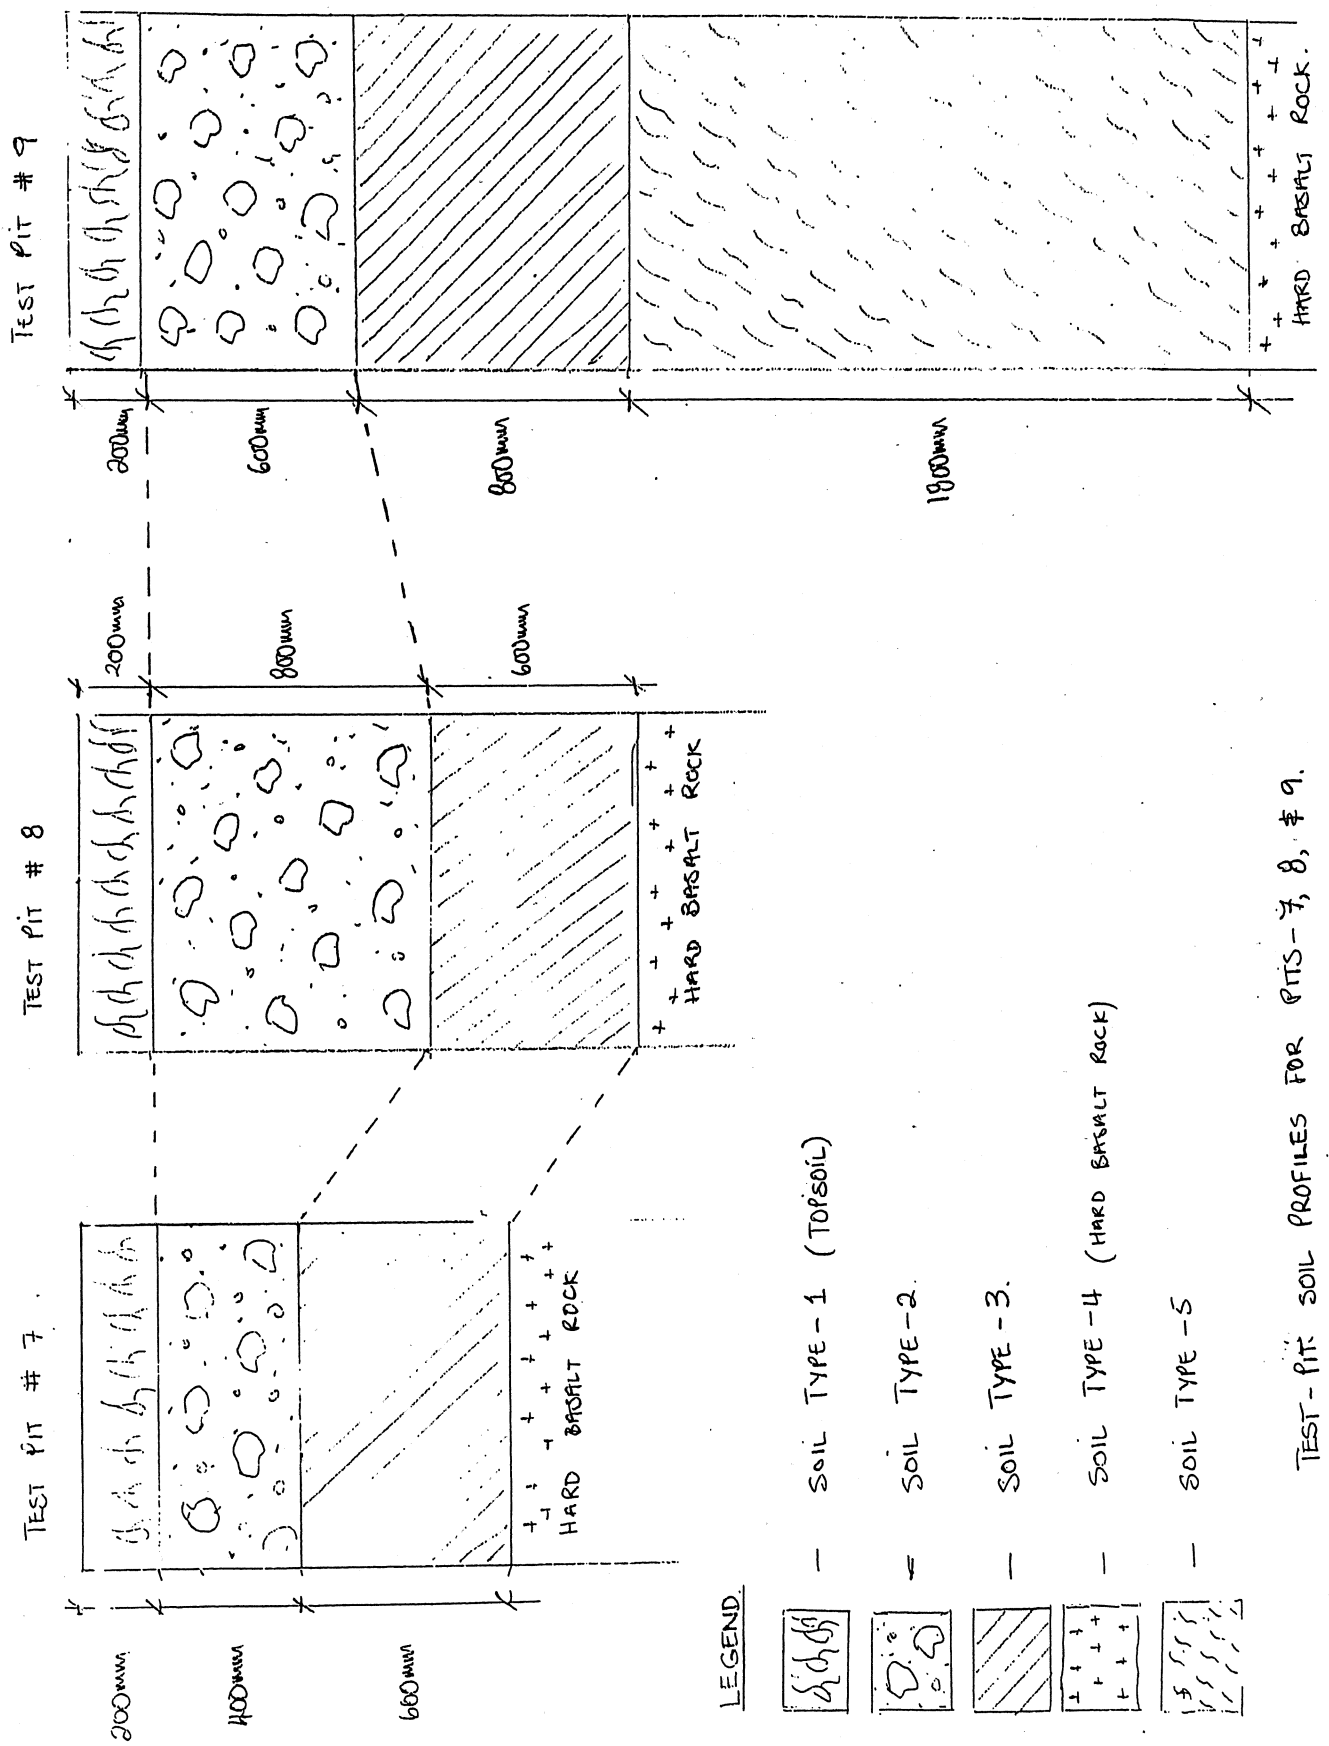 TEST PIT # 7
TEST PIT # 8
TEST PIT # 9
200mm
400mm
600mm
HARD BASALT ROCK
200mm
800mm
600mm
HARD BASALT ROCK
200mm
600mm
800mm
1800mm
HARD BASALT ROCK.
LEGEND.
— SOIL TYPE - 1 (TOPSOIL)
— SOIL TYPE - 2.
— SOIL TYPE - 3.
— SOIL TYPE - 4 (HARD BASALT ROCK)
— SOIL TYPE - 5
TEST - PIT: SOIL PROFILES FOR PITS - 7, 8, & 9.